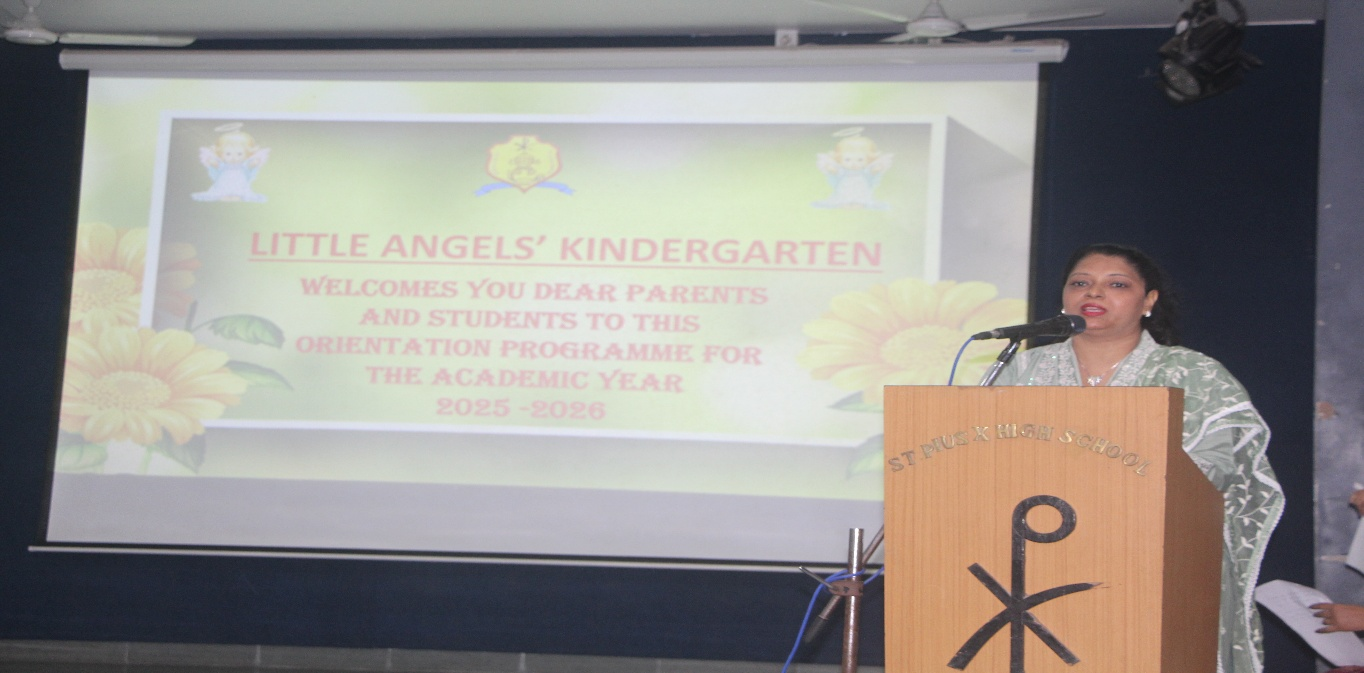 LITTLE ANGELS’ KINDERGARTEN
WELCOMES YOU DEAR PARENTS
AND STUDENTS TO THIS
ORIENTATION PROGRAMME FOR
THE ACADEMIC YEAR
2025 -2026
ST PIUS X HIGH SCHOOL